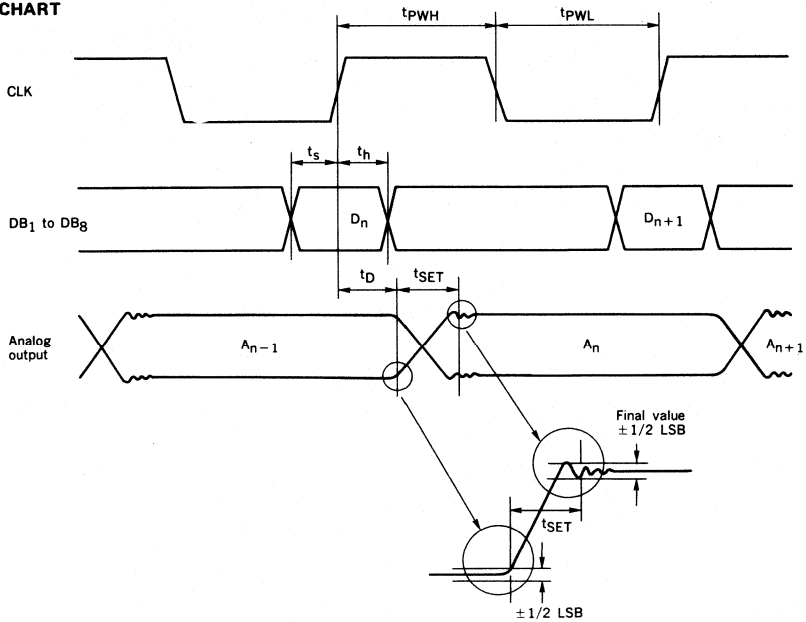 CHART
tPWH
tPWL
CLK
ts
th
DB1 to DB8
Dn
Dn+1
tD
tSET
Analog
output
An−1
An
An+1
Final value
±1/2 LSB
tSET
±1/2 LSB